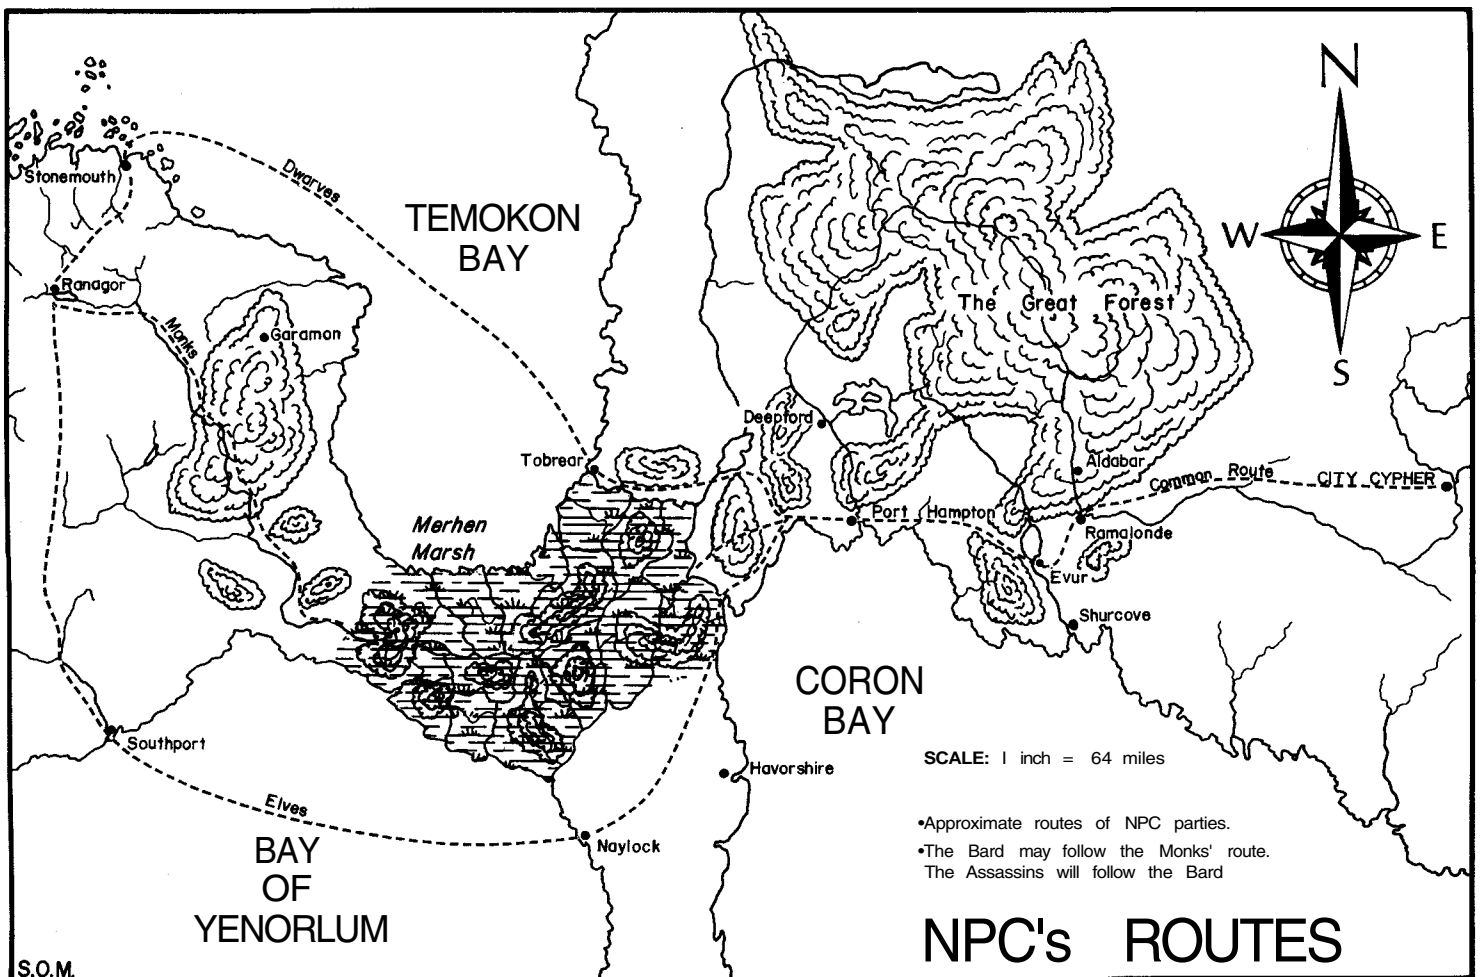 N
W
E
S
Stonemouth
Dwarves
TEMOKON
BAY
Ranagor
Monks
Garamon
The Great Forest
Deepford
Tobrear
Aldabar
Common Route
CITY CYPHER
Port Hampton
Merhen
Marsh
Ramalonde
Evur
Shurcove
CORON
BAY
Southport
SCALE: 1 inch = 64 miles
Havorshire
Elves
•Approximate routes of NPC parties.
Naylock
•The Bard may follow the Monks' route.
The Assassins will follow the Bard
BAY
OF
YENORLUM
NPC's ROUTES
S.O.M.